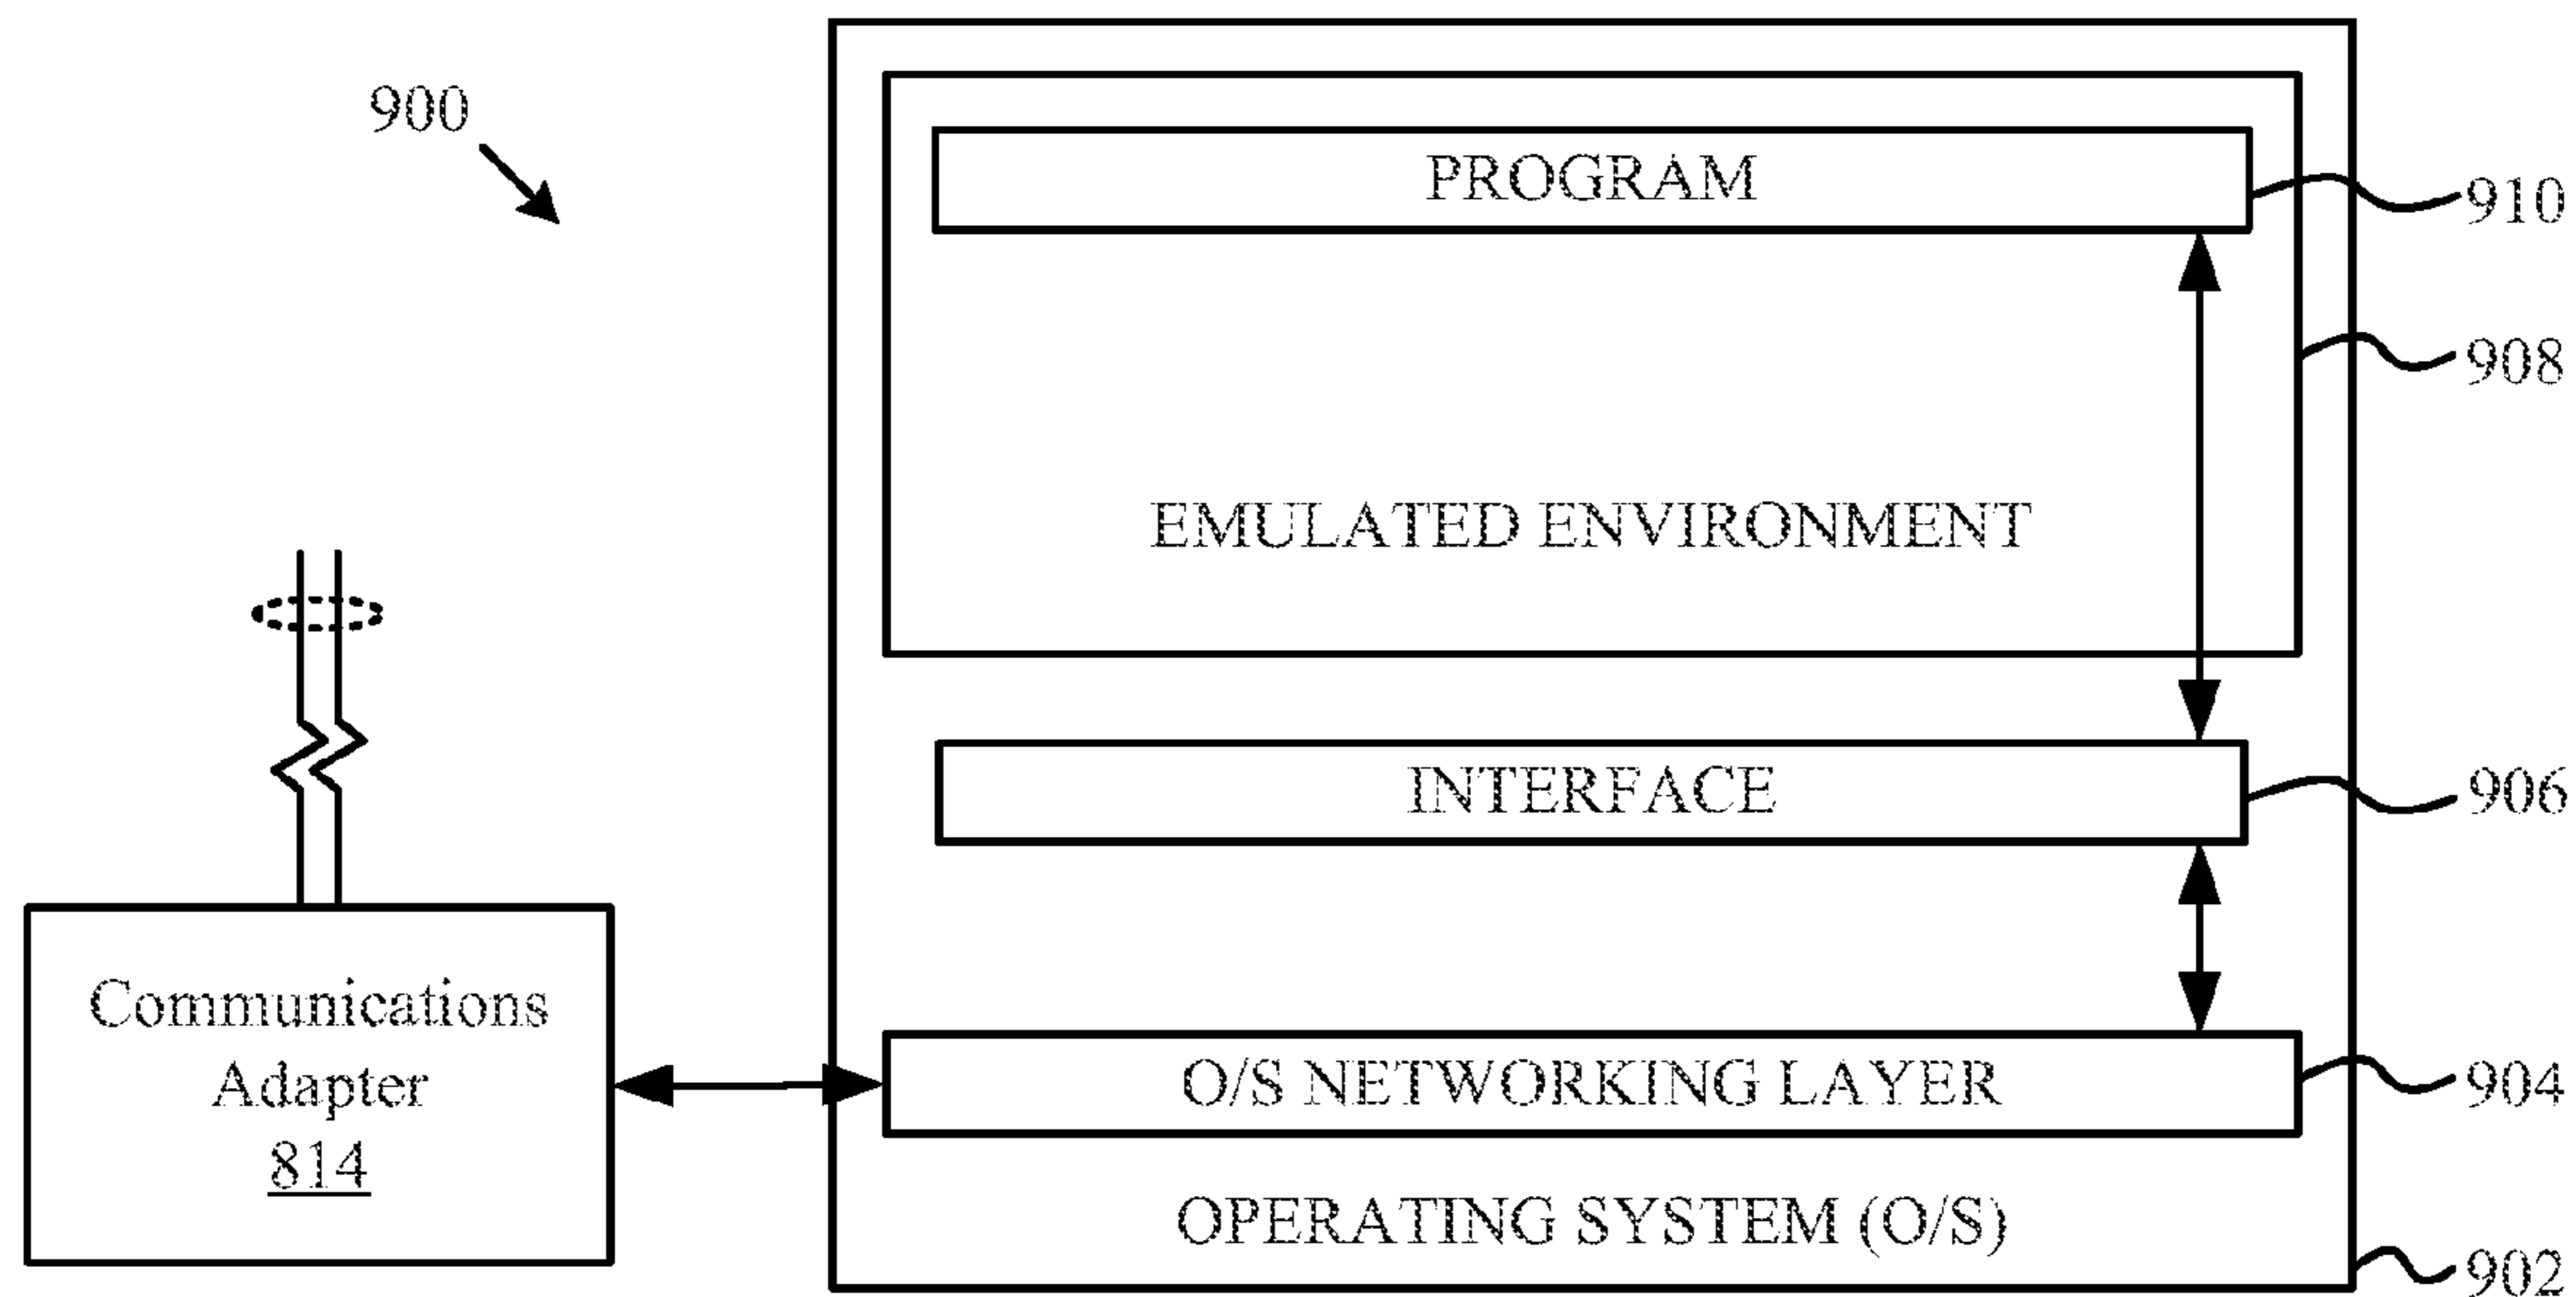 900
PROGRAM
910
908
EMULATED ENVIRONMENT
INTERFACE
906
Communications
Adapter
814
O/S NETWORKING LAYER
904
OPERATING SYSTEM (O/S)
902